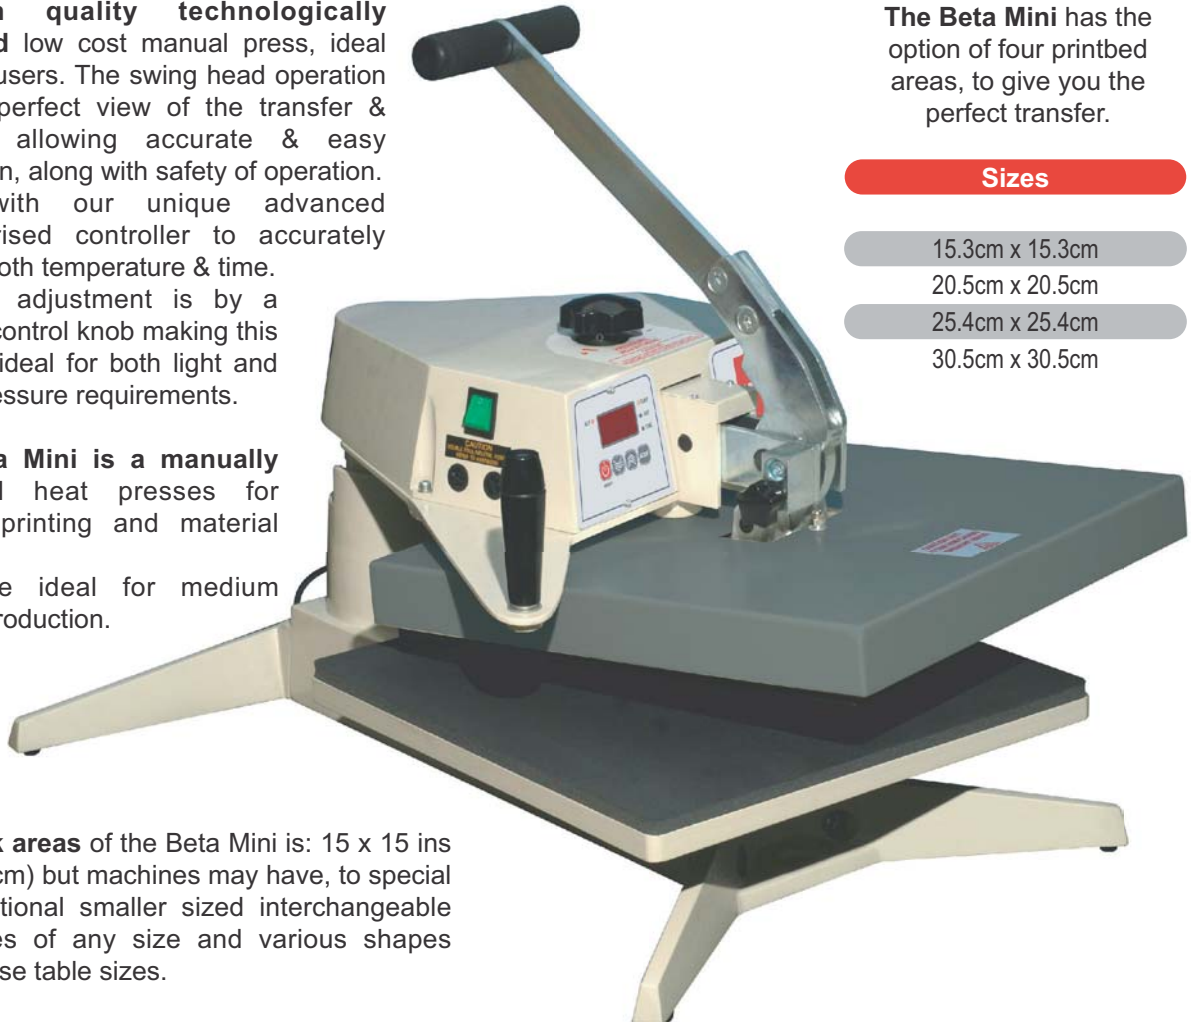 quality technologically
low cost manual press, ideal
users. The swing head operation
perfect view of the transfer &
allowing accurate & easy
n, along with safety of operation.
with our unique advanced
rised controller to accurately
oth temperature & time.
adjustment is by a
control knob making this
ideal for both light and
essure requirements.
a Mini is a manually
l heat presses for
printing and material
e ideal for medium
roduction.
k areas of the Beta Mini is: 15 x 15 ins
cm) but machines may have, to special
tional smaller sized interchangeable
es of any size and various shapes
se table sizes.
The Beta Mini has the
option of four printbed
areas, to give you the
perfect transfer.
Sizes
15.3cm x 15.3cm
20.5cm x 20.5cm
25.4cm x 25.4cm
30.5cm x 30.5cm
CAUTION